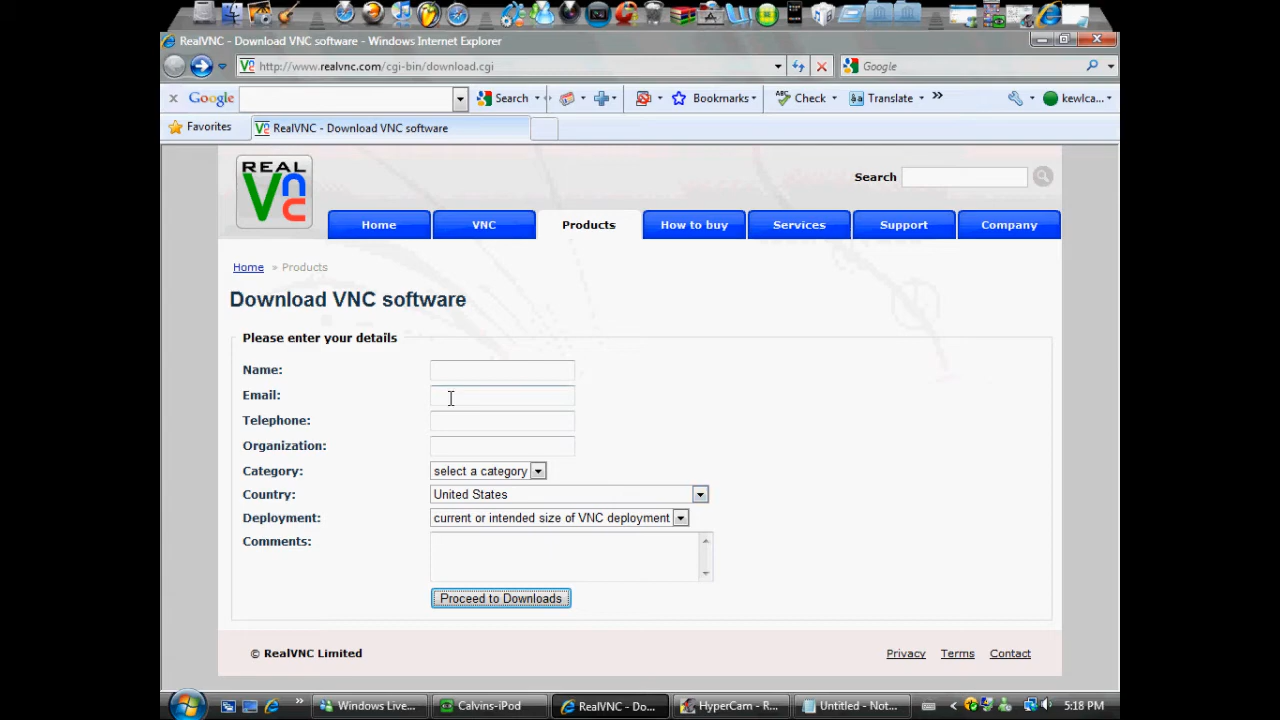 RealVNC - Download VNC software - Windows Internet Explorer
http://www.realvnc.com/cgi-bin/download.cgi
Google
Google
Search
Bookmarks
Check
Translate
»
kewlca...
Favorites
RealVNC - Download VNC software
REAL
Vnc
Search
Home
VNC
Products
How to buy
Services
Support
Company
Home » Products
Download VNC software
Please enter your details
Name:
Email:
Telephone:
Organization:
Category:
select a category
Country:
United States
Deployment:
current or intended size of VNC deployment
Comments:
Proceed to Downloads
© RealVNC Limited
Privacy
Terms
Contact
»
Windows Live...
Calvins-iPod
RealVNC - Do...
HyperCam - R...
Untitled - Not...
5:18 PM